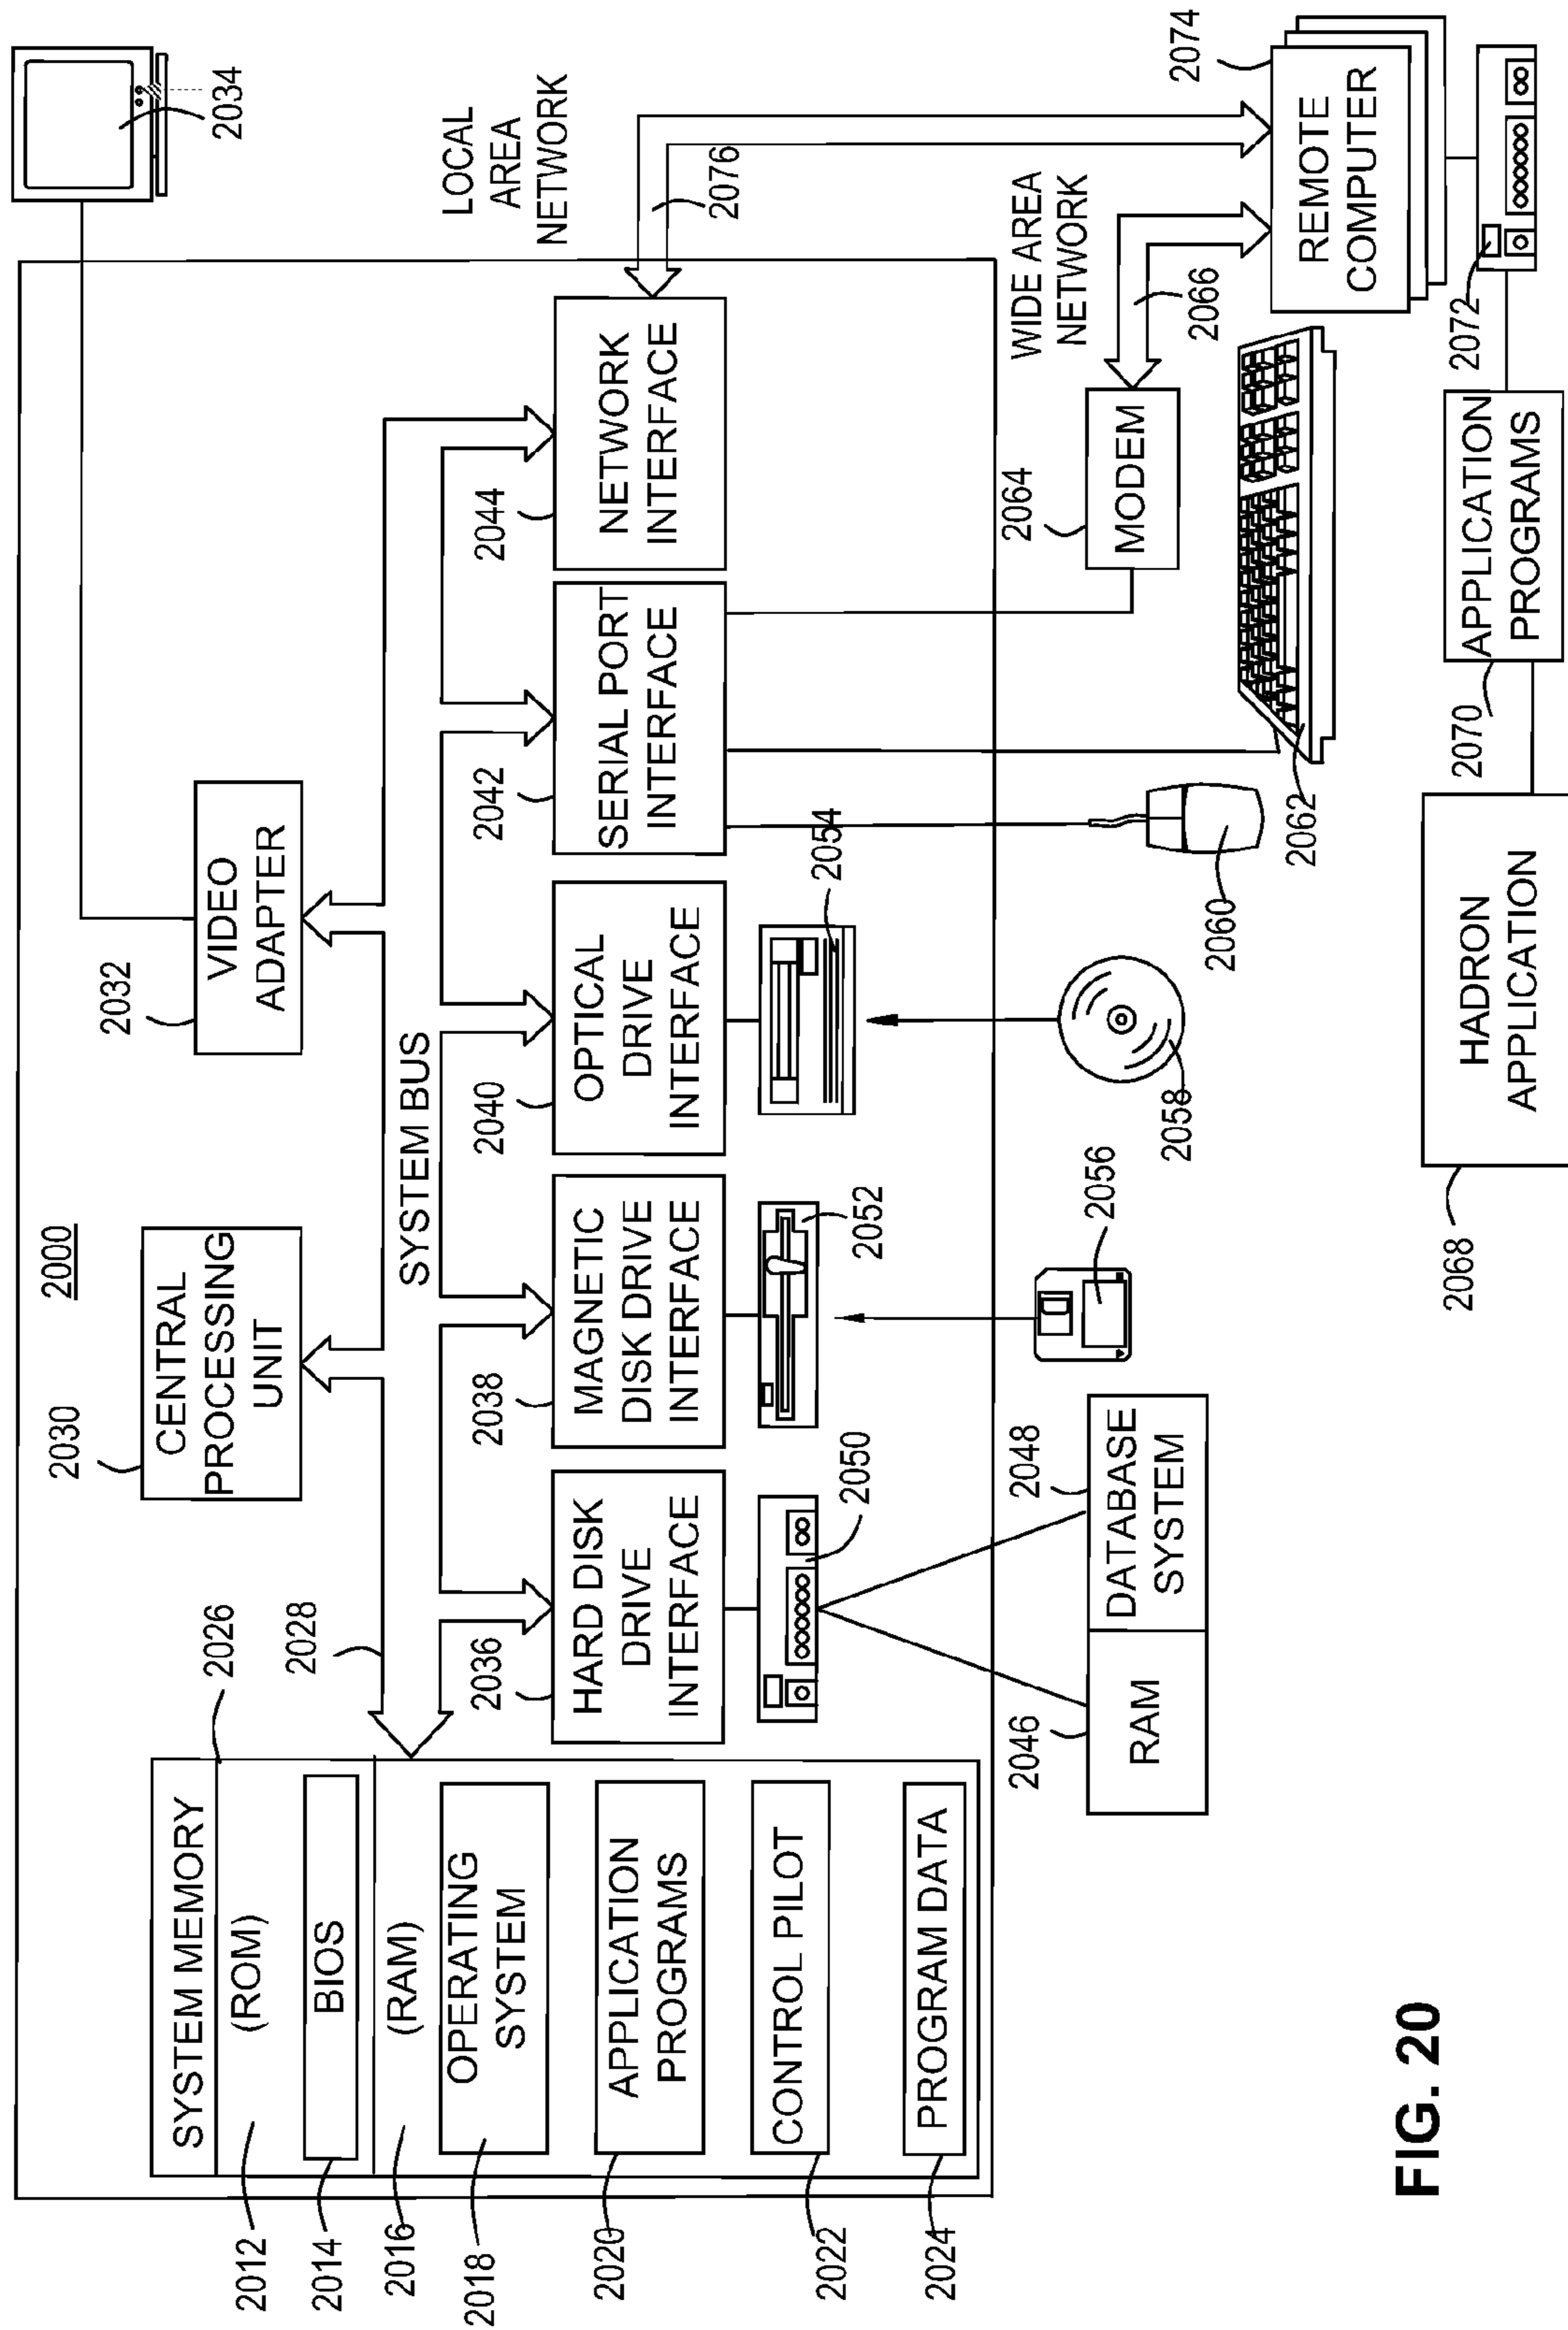 2000
SYSTEM MEMORY
(ROM)
BIOS
(RAM)
OPERATING
SYSTEM
APPLICATION
PROGRAMS
CONTROL PILOT
PROGRAM DATA
2012
2014
2016
2018
2020
2022
2024
2026
2028
2030
CENTRAL
PROCESSING
UNIT
2032
VIDEO
ADAPTER
2034
SYSTEM BUS
2036
HARD DISK
DRIVE
INTERFACE
2038
MAGNETIC
DISK DRIVE
INTERFACE
2040
OPTICAL
DRIVE
INTERFACE
2042
SERIAL PORT
INTERFACE
2044
NETWORK
INTERFACE
LOCAL
AREA
NETWORK
2076
2050
2052
2054
2046
RAM
2048
DATABASE
SYSTEM
2056
2058
2060
2062
2064
MODEM
WIDE AREA
NETWORK
2066
2074
REMOTE
COMPUTER
2068
HADRON
APPLICATION
2070
APPLICATION
PROGRAMS
2072
FIG. 20